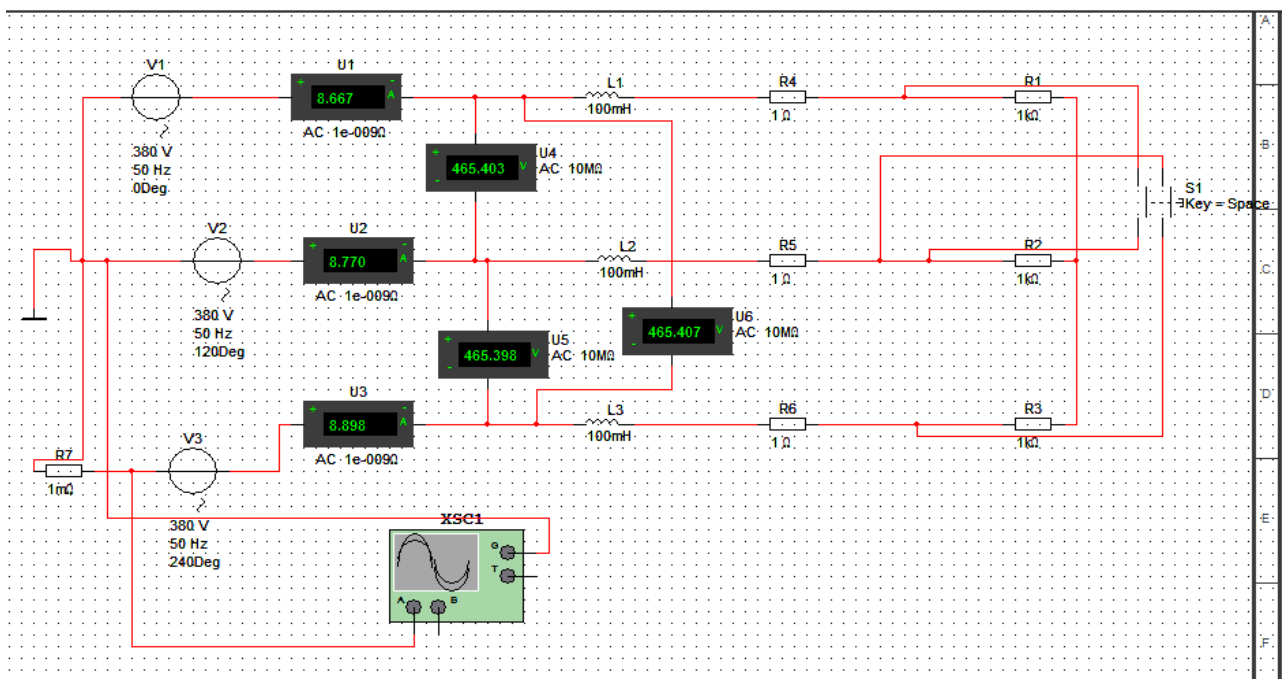 A
V1
U1
+
-
8.667
A
AC 1e-009Ω
380 V
50 Hz
0Deg
L1
100mH
R4
1 Ω
R1
1kΩ
B
+
-
465.403
V
U4
AC 10MΩ
S1
Key = Space
V2
U2
+
-
8.770
A
AC 1e-009Ω
380 V
50 Hz
120Deg
L2
100mH
R5
1 Ω
R2
1kΩ
C
+
-
465.398
V
U5
AC 10MΩ
+
-
465.407
V
U6
AC 10MΩ
D
V3
U3
+
-
8.898
A
AC 1e-009Ω
380 V
50 Hz
240Deg
L3
100mH
R6
1 Ω
R3
1kΩ
R7
1mΩ
XSC1
G
T
A
B
E
F